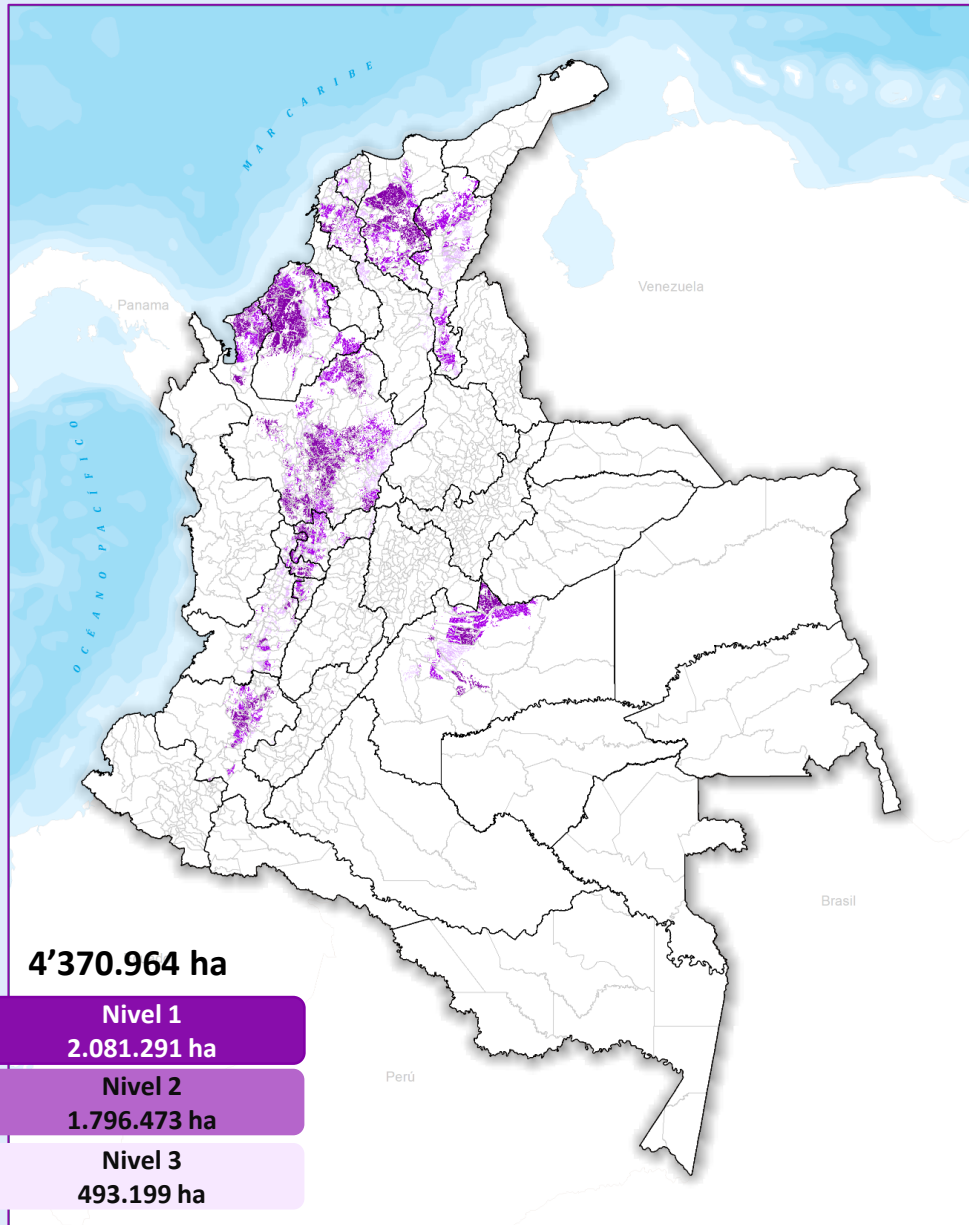 MAR CARIBE
Panama
Venezuela
OCÉANO PACÍFICO
Brasil
4’370.964 ha
Nivel 1
2.081.291 ha
Perú
Nivel 2
1.796.473 ha
Nivel 3
493.199 ha